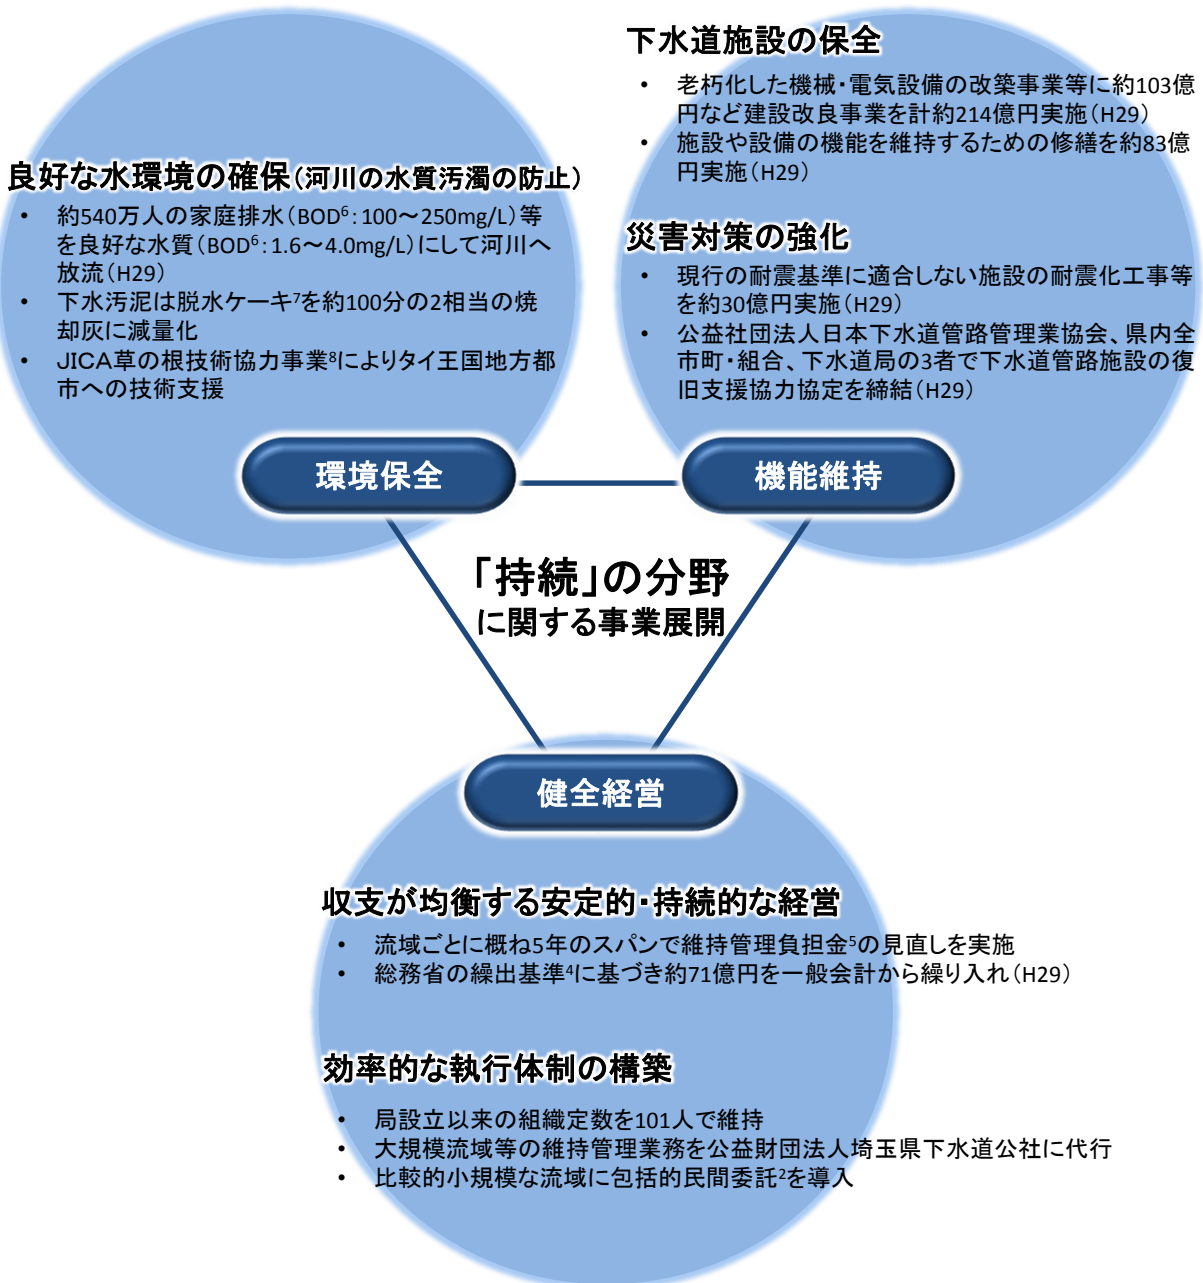 良好な水環境の確保(河川の水質汚濁の防止)
• 約540万人の家庭排水(BOD⁶:100～250mg/L)等
を良好な水質(BOD⁶:1.6～4.0mg/L)にして河川へ
放流(H29)
• 下水汚泥は脱水ケーキ⁷を約100分の2相当の焼
却灰に減量化
• JICA草の根技術協力事業⁸によりタイ王国地方都
市への技術支援
環境保全
下水道施設の保全
• 老朽化した機械・電気設備の改築事業等に約103億
円など建設改良事業を計約214億円実施(H29)
• 施設や設備の機能を維持するための修繕を約83億
円実施(H29)
災害対策の強化
• 現行の耐震基準に適合しない施設の耐震化工事等
を約30億円実施(H29)
• 公益社団法人日本下水道管路管理業協会、県内全
市町・組合、下水道局の3者で下水道管路施設の復
旧支援協力協定を締結(H29)
機能維持
「持続」の分野
に関する事業展開
健全経営
収支が均衡する安定的・持続的な経営
• 流域ごとに概ね5年のスパンで維持管理負担金⁵の見直しを実施
• 総務省の繰出基準⁴に基づき約71億円を一般会計から繰り入れ(H29)
効率的な執行体制の構築
• 局設立以来の組織定数を101人で維持
• 大規模流域等の維持管理業務を公益財団法人埼玉県下水道公社に代行
• 比較的小規模な流域に包括的民間委託²を導入